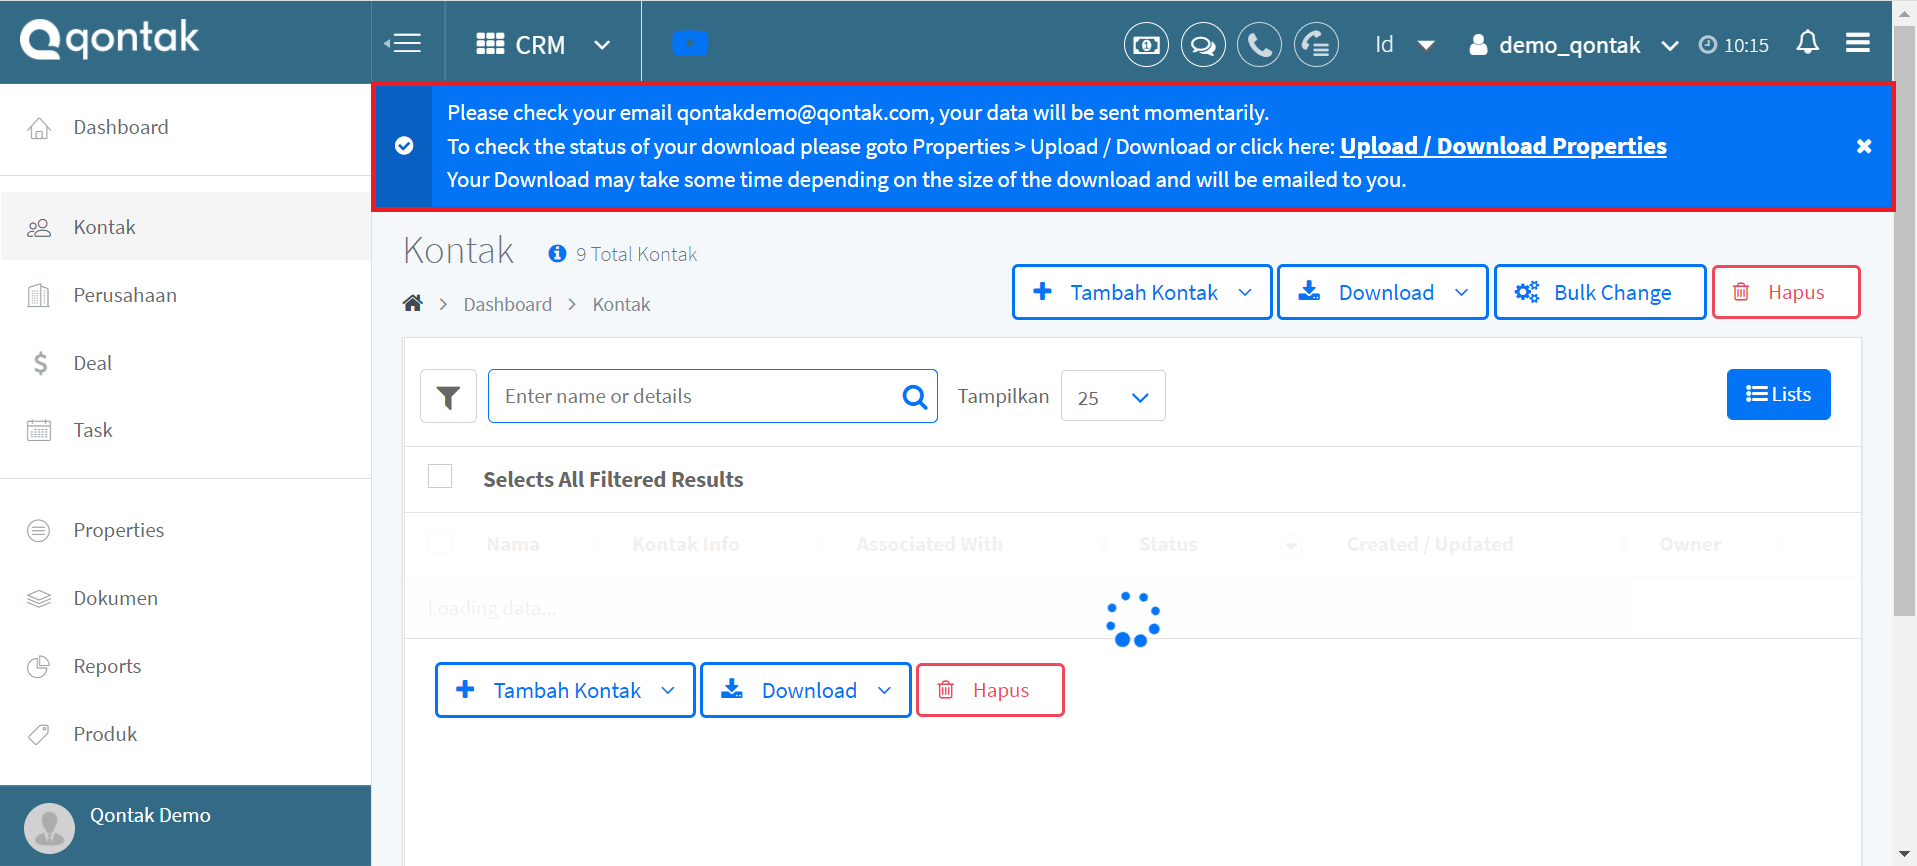 qontak
CRM
Id
demo_qontak
10:15
Dashboard
Kontak
Perusahaan
Deal
Task
Properties
Dokumen
Reports
Produk
Qontak Demo
Please check your email qontakdemo@qontak.com, your data will be sent momentarily.
To check the status of your download please goto Properties > Upload / Download or click here: Upload / Download Properties
Your Download may take some time depending on the size of the download and will be emailed to you.
Kontak
9 Total Kontak
Dashboard > Kontak
Tambah Kontak
Download
Bulk Change
Hapus
Enter name or details
Tampilkan
25
Lists
Selects All Filtered Results
Nama Kontak Info Associated With Status Created / Updated Owner
Loading data...
Tambah Kontak
Download
Hapus